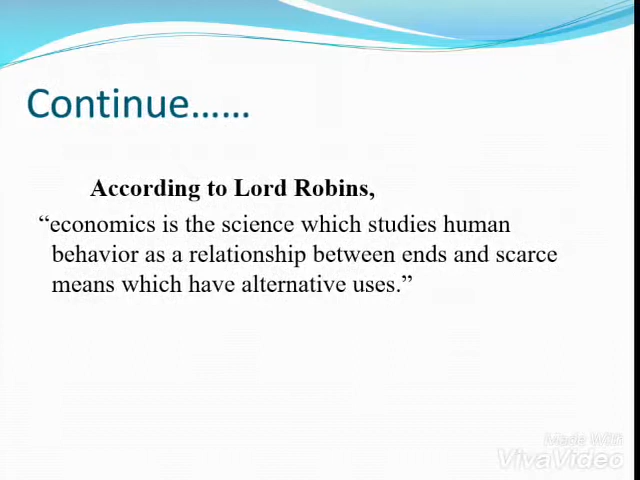 Continue......
According to Lord Robins,
“economics is the science which studies human
behavior as a relationship between ends and scarce
means which have alternative uses.”
Made With
VivaVideo